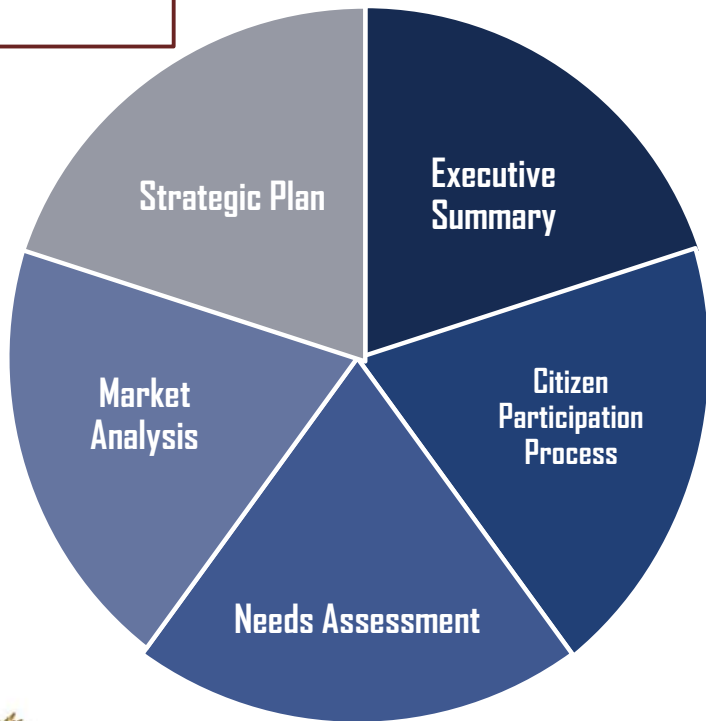 Executive
Summary
Citizen
Participation
Process
Needs Assessment
Market
Analysis
Strategic Plan